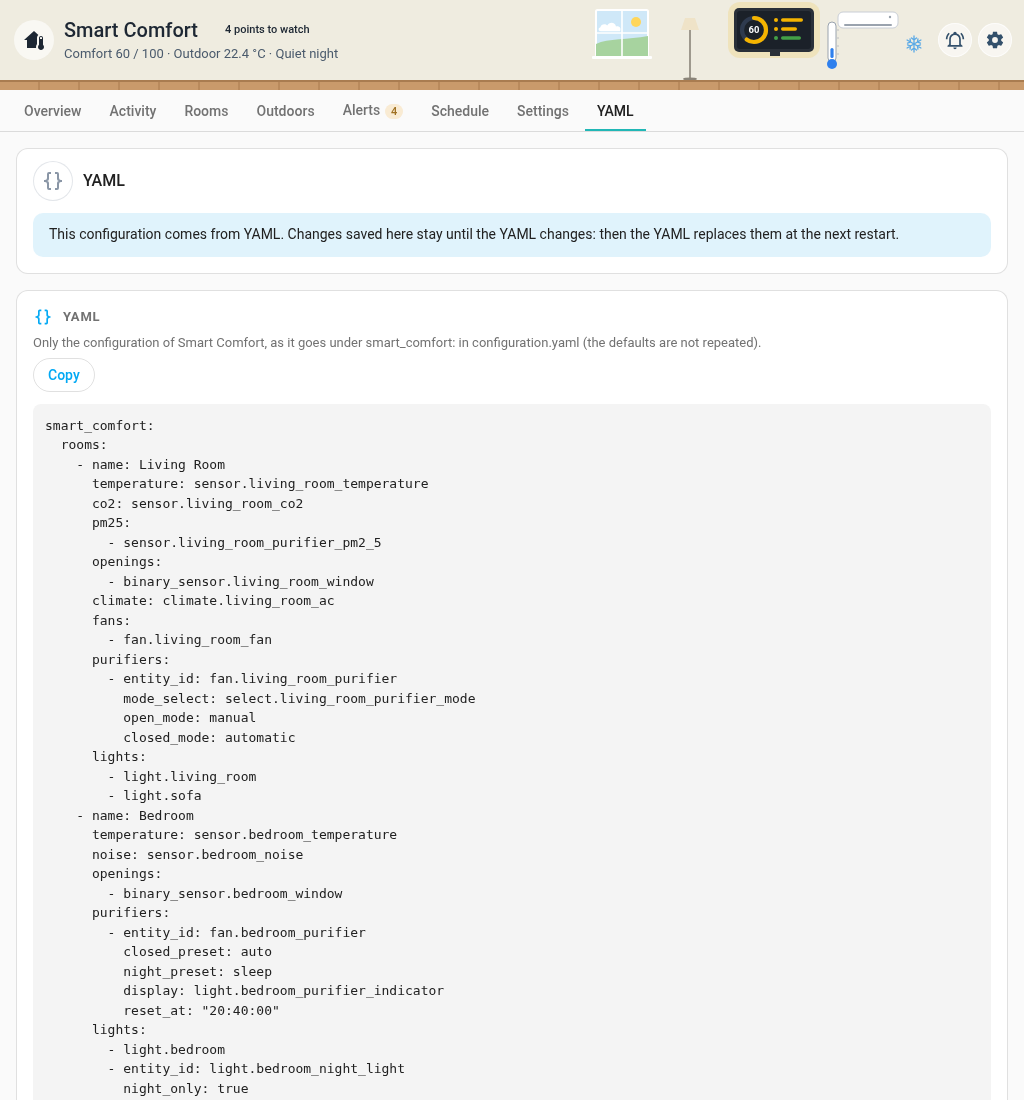 Smart Comfort 4 points to watch
Comfort 60 / 100 · Outdoor 22.4 °C · Quiet night
60
Overview Activity Rooms Outdoors Alerts 4 Schedule Settings YAML
{} YAML
This configuration comes from YAML. Changes saved here stay until the YAML changes: then the YAML replaces them at the next restart.
{} YAML
Only the configuration of Smart Comfort, as it goes under smart_comfort: in configuration.yaml (the defaults are not repeated).
Copy
smart_comfort:
  rooms:
    - name: Living Room
      temperature: sensor.living_room_temperature
      co2: sensor.living_room_co2
      pm25:
        - sensor.living_room_purifier_pm2_5
      openings:
        - binary_sensor.living_room_window
      climate: climate.living_room_ac
      fans:
        - fan.living_room_fan
      purifiers:
        - entity_id: fan.living_room_purifier
          mode_select: select.living_room_purifier_mode
          open_mode: manual
          closed_mode: automatic
      lights:
        - light.living_room
        - light.sofa
    - name: Bedroom
      temperature: sensor.bedroom_temperature
      noise: sensor.bedroom_noise
      openings:
        - binary_sensor.bedroom_window
      purifiers:
        - entity_id: fan.bedroom_purifier
          closed_preset: auto
          night_preset: sleep
          display: light.bedroom_purifier_indicator
          reset_at: "20:40:00"
      lights:
        - light.bedroom
        - entity_id: light.bedroom_night_light
          night_only: true